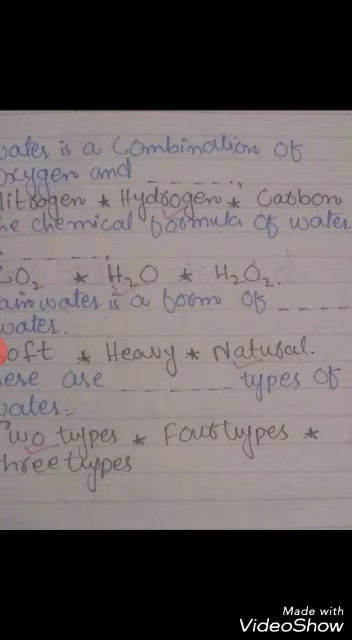 water is a Combination of
oxygen and _ _ _ _ _ _.,
Nitrogen * Hydrogen * Carbon
The chemical formula of water
_ _ _ _ _ _ _.
CO2 * H2O * H2O2.
Rain water is a form of _ _ _ _
water.
Soft * Heavy * Natural.
These are _ _ _ _ _ _ types of
water:-
Two types * Four types *
Three types
Made with
VideoShow